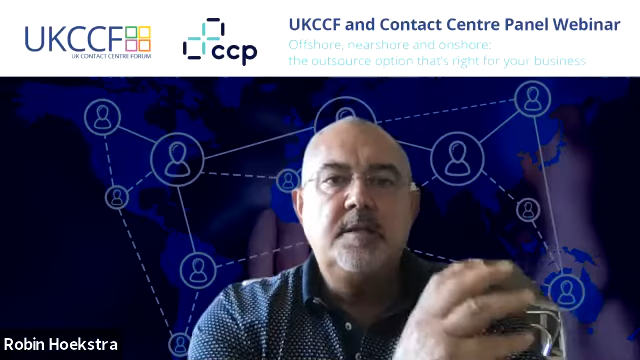 UKCCF
UK CONTACT CENTRE FORUM
ccp
UKCCF and Contact Centre Panel Webinar
Offshore, nearshore and onshore:
the outsource option that's right for your business
Robin Hoekstra